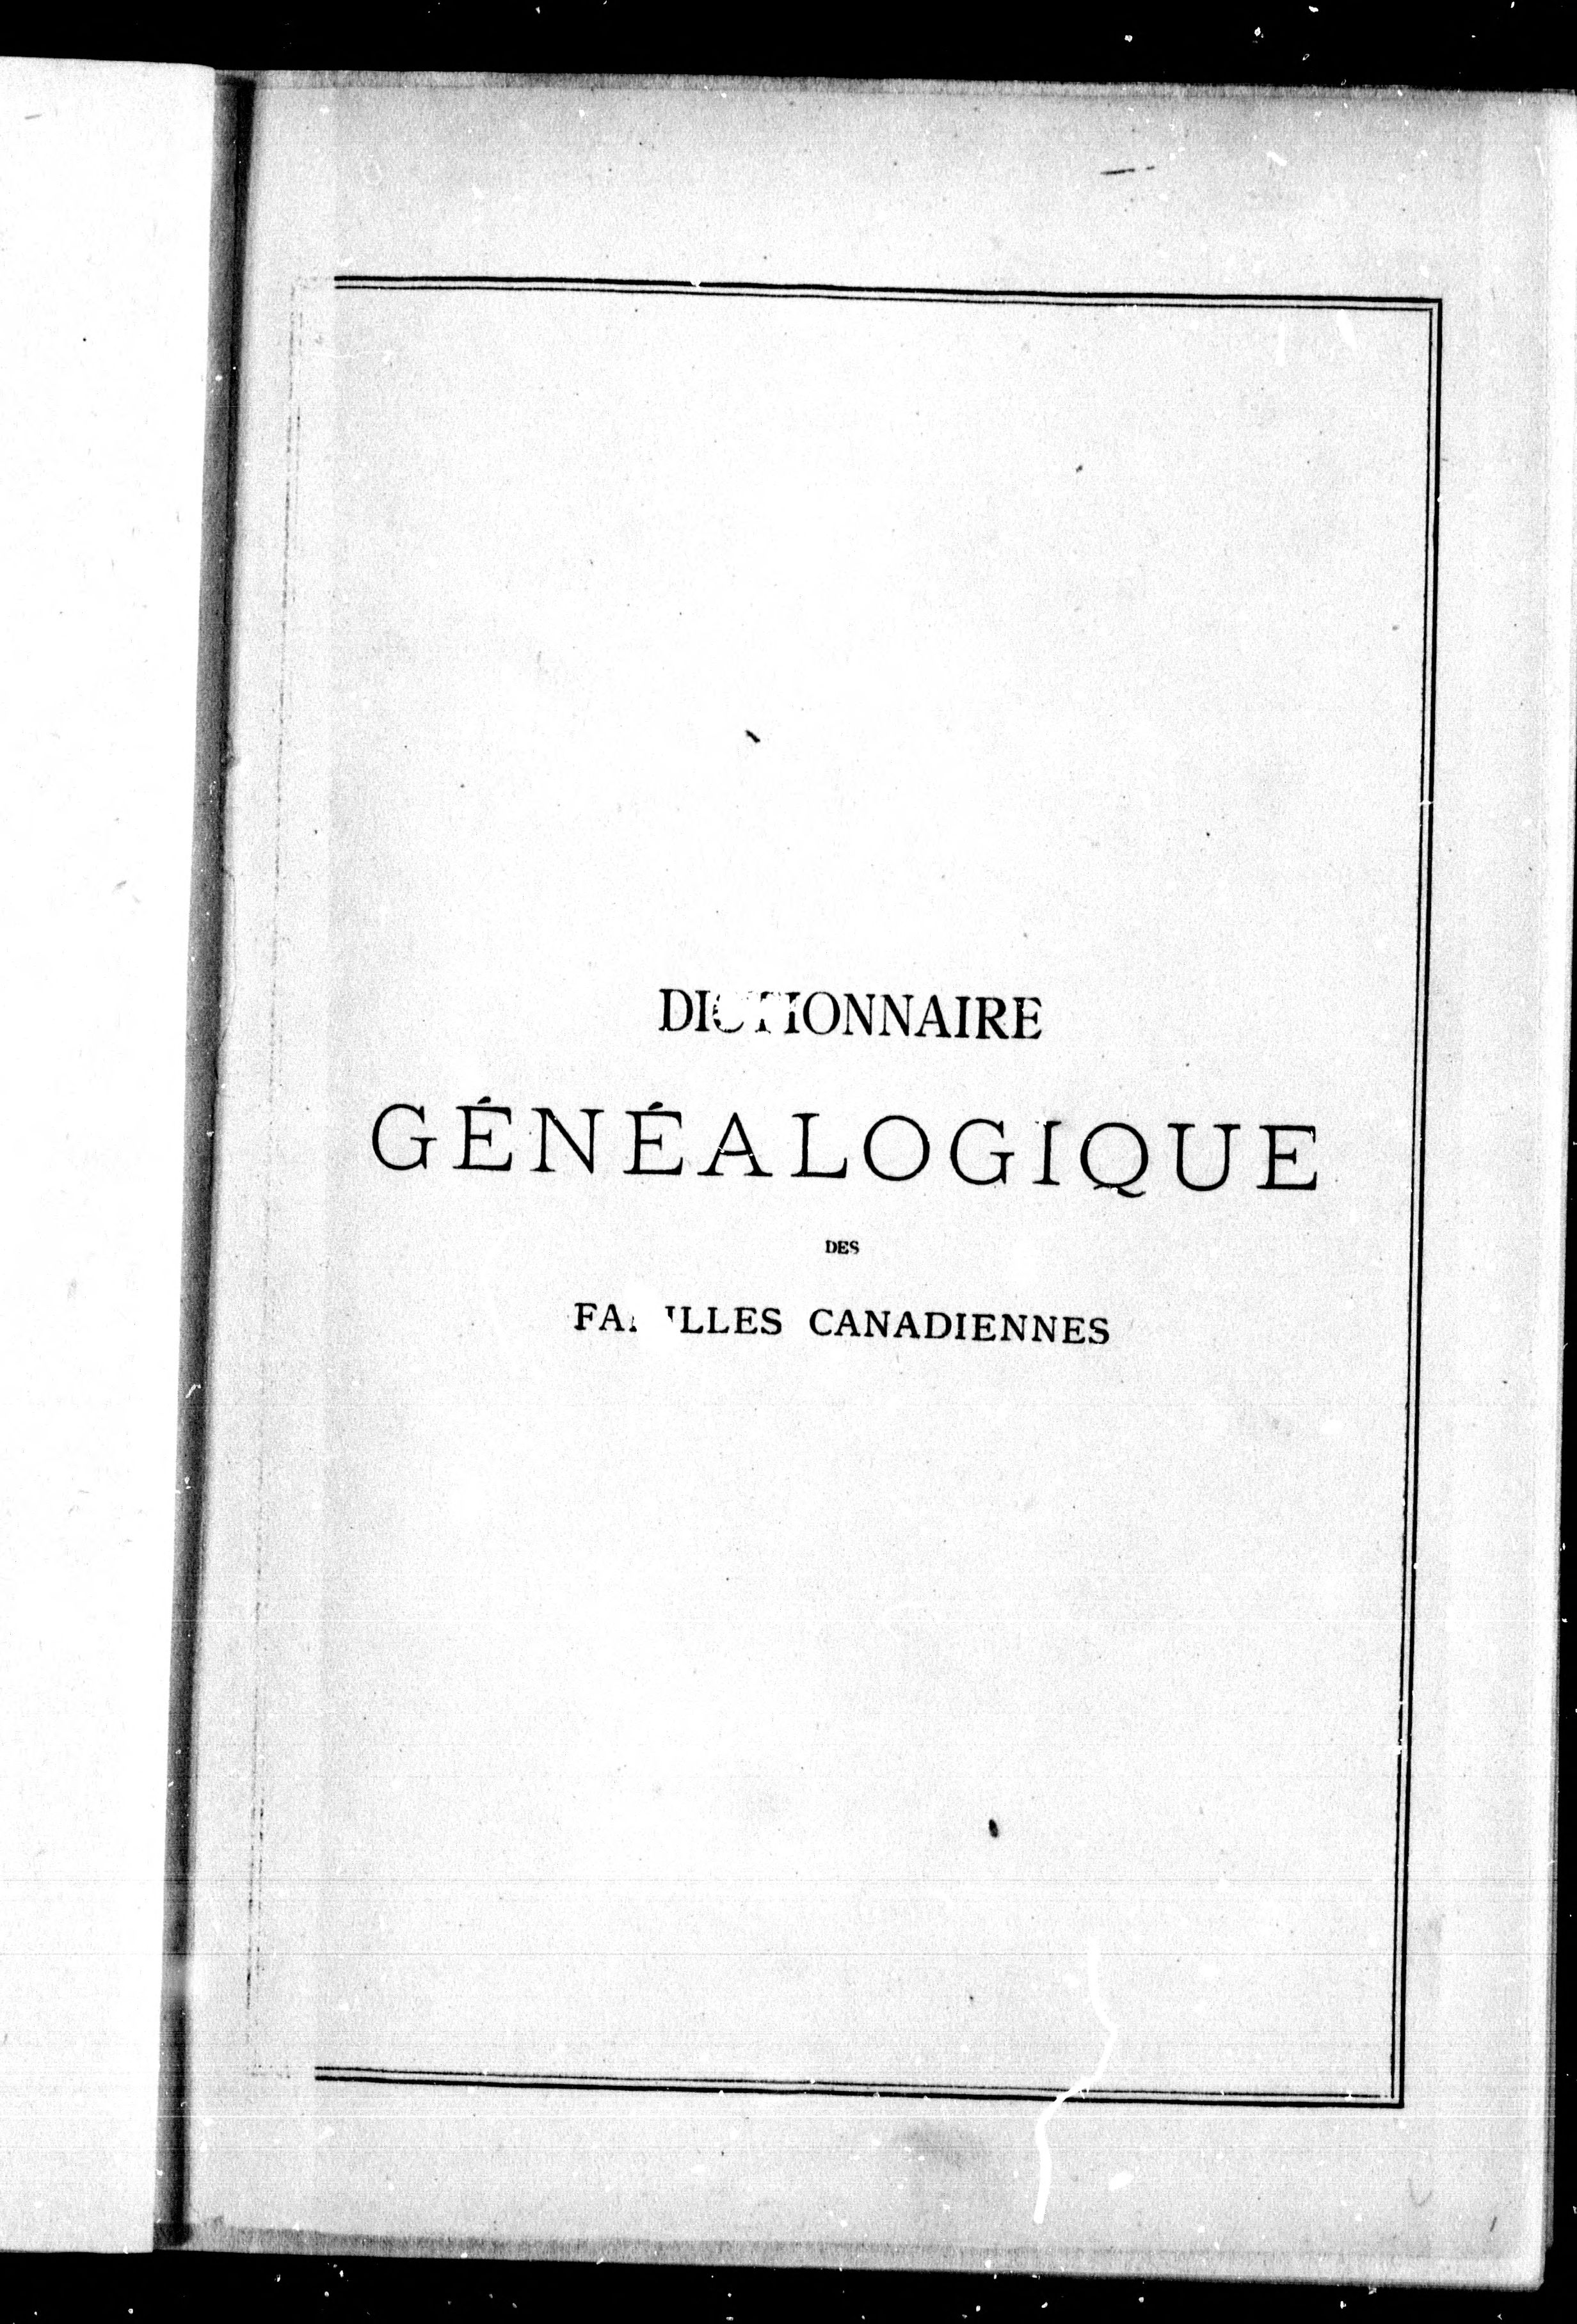 DICTIONNAIRE
GÉNÉALOGIQUE
DES
FAMILLES CANADIENNES